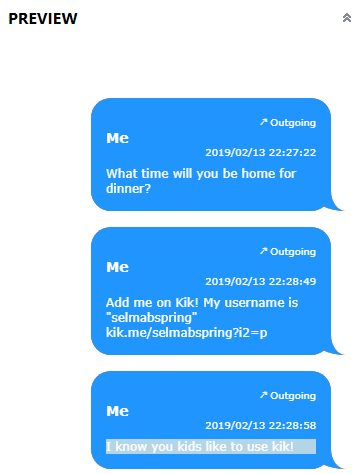 PREVIEW
↗ Outgoing
Me
2019/02/13 22:27:22
What time will you be home for
dinner?
↗ Outgoing
Me
2019/02/13 22:28:49
Add me on Kik! My username is
"selmabspring"
kik.me/selmabspring?i2=p
↗ Outgoing
Me
2019/02/13 22:28:58
I know you kids like to use kik!